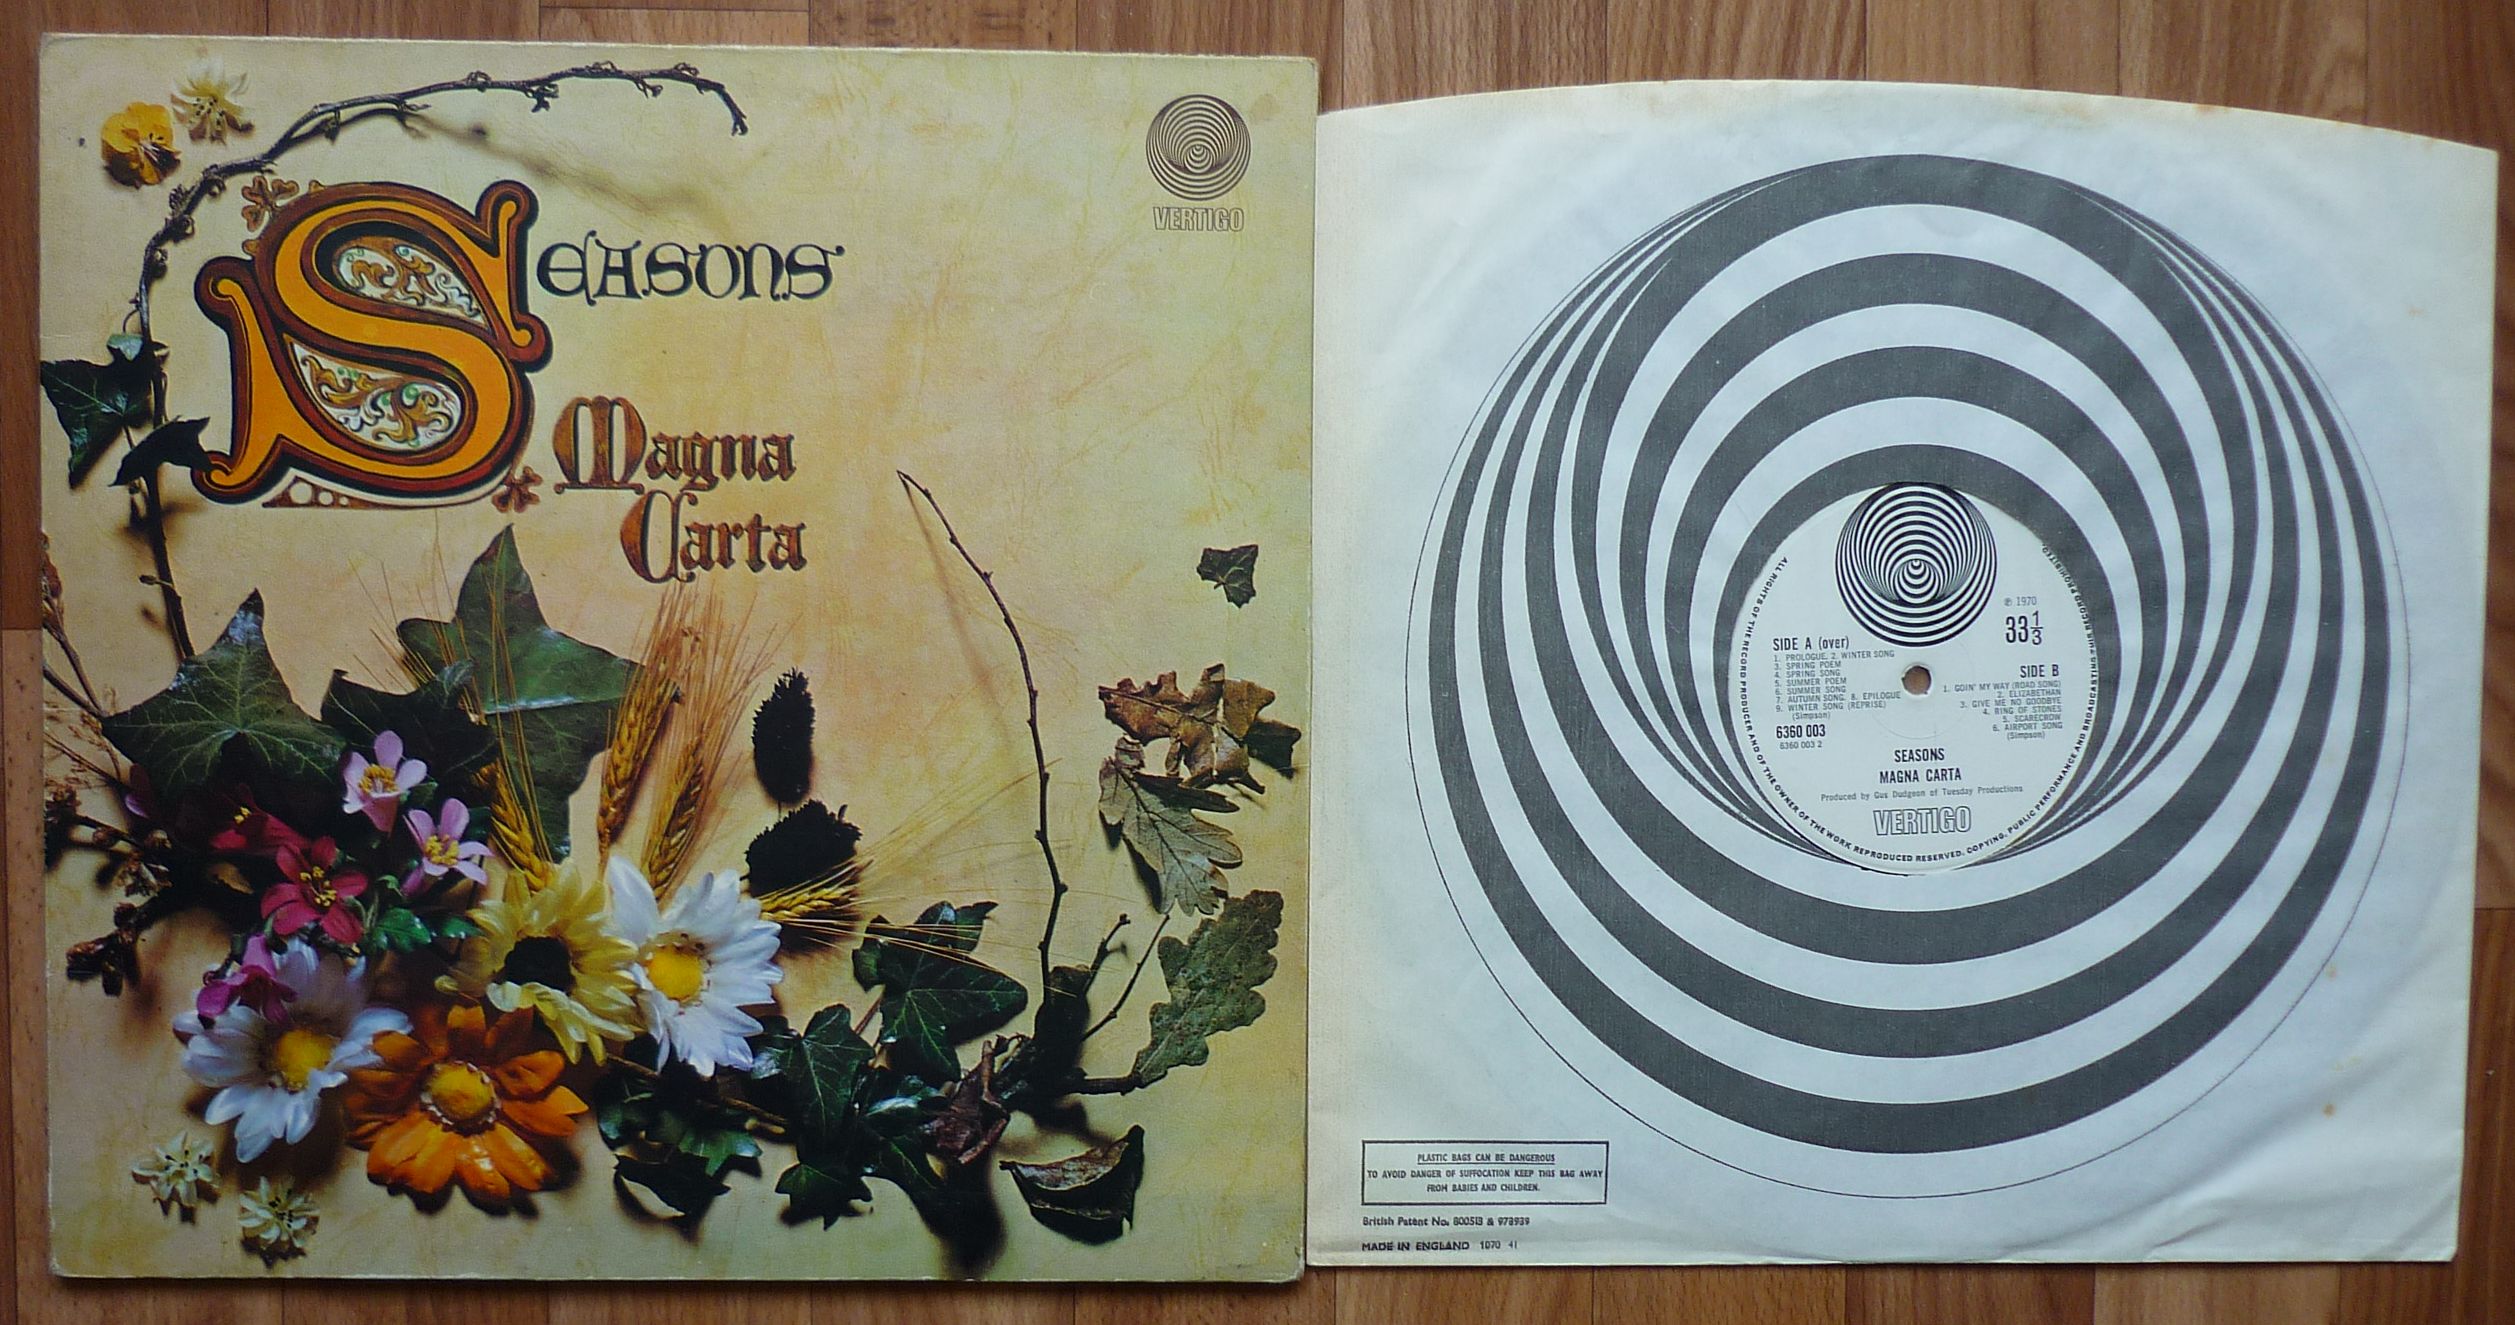 SEASONS
Magna
Carta
VERTIGO
ALL RIGHTS OF THE RECORD PRODUCER AND OF THE OWNER OF THE WORK REPRODUCED RESERVED. COPYING, PUBLIC PERFORMANCE AND BROADCASTING THIS RECORD PROHIBITED.
℗ 1970
33 1/3
SIDE A (over)
1. PROLOGUE. 2. WINTER SONG
3. SPRING POEM
4. SPRING SONG
5. SUMMER POEM
6. SUMMER SONG
7. AUTUMN SONG. 8. EPILOGUE
9. WINTER SONG (REPRISE)
(Simpson)
6360 003
6360 003 2
SIDE B
1. GOIN' MY WAY (ROAD SONG)
2. ELIZABETHAN
3. GIVE ME NO GOODBYE
4. RING OF STONES
5. SCARECROW
6. AIRPORT SONG
(Simpson)
SEASONS
MAGNA CARTA
Produced by Gus Dudgeon of Tuesday Productions
VERTIGO
PLASTIC BAGS CAN BE DANGEROUS
TO AVOID DANGER OF SUFFOCATION KEEP THIS BAG AWAY
FROM BABIES AND CHILDREN.
British Patent No. 800513 & 978939
MADE IN ENGLAND 1070 41